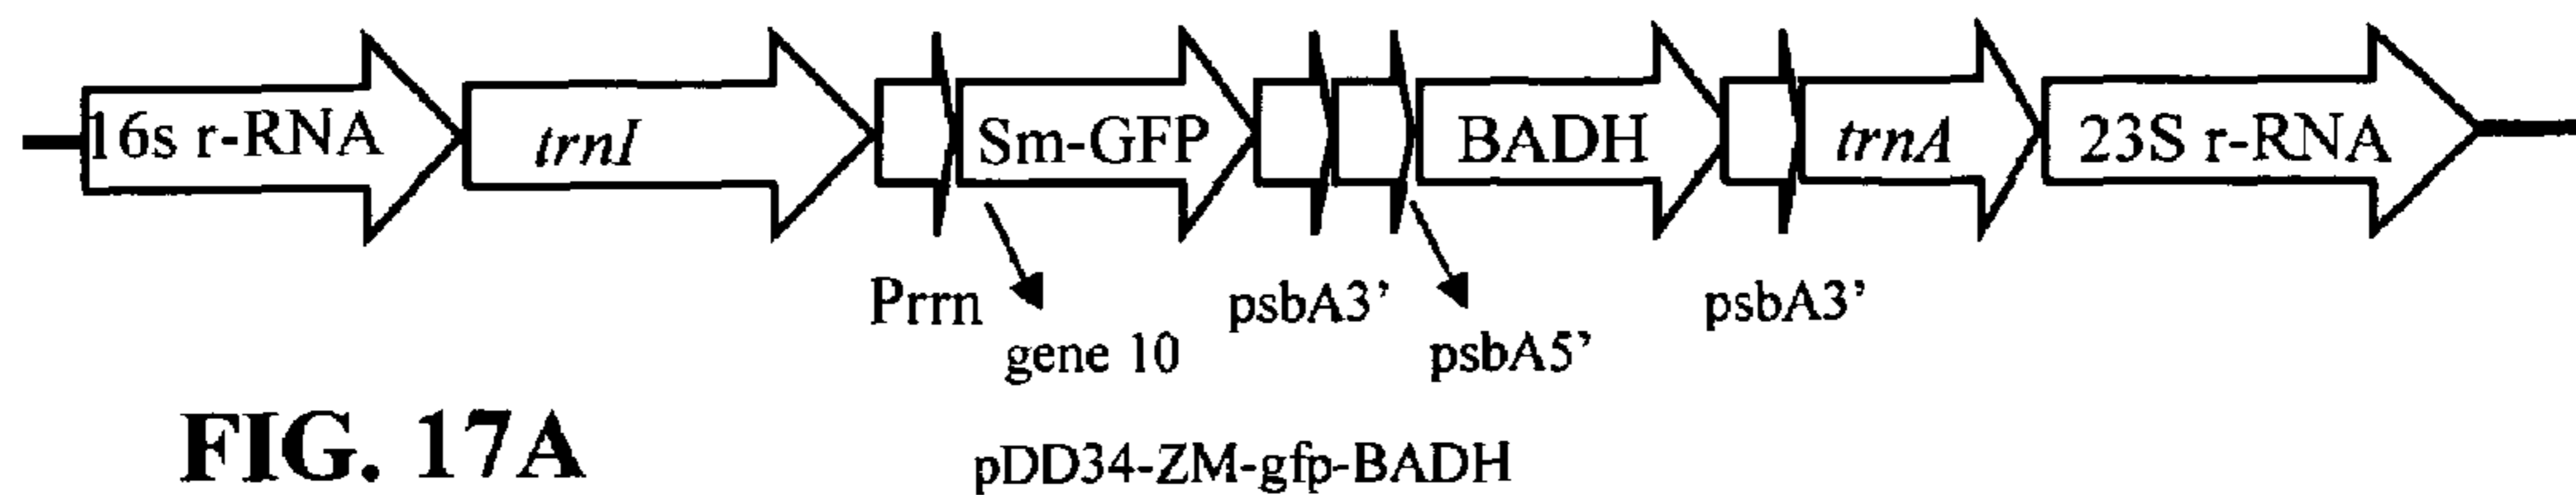 16s r-RNA trnI Sm-GFP BADH trnA 23S r-RNA
Prrn psbA3’ psbA3’
gene 10 psbA5’
FIG. 17A
pDD34-ZM-gfp-BADH